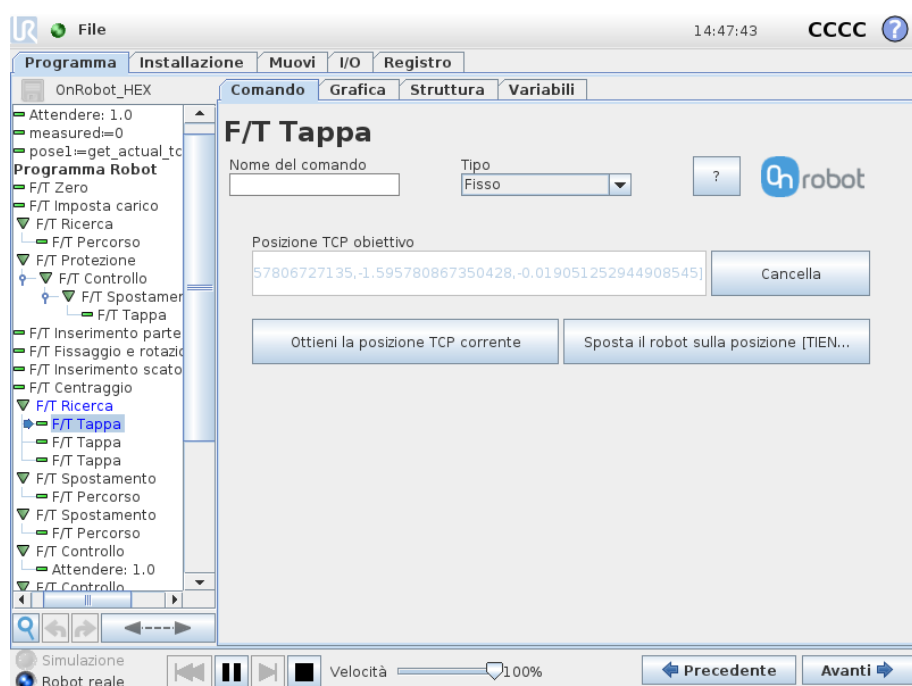 File
14:47:43
CCCC
?
Programma Installazione Muovi I/O Registro
OnRobot_HEX
Comando Grafica Struttura Variabili
Attendere: 1.0
measured≔0
pose1≔get_actual_tc
Programma Robot
F/T Zero
F/T Imposta carico
F/T Ricerca
F/T Percorso
F/T Protezione
F/T Controllo
F/T Spostamer
F/T Tappa
F/T Inserimento parte
F/T Fissaggio e rotazio
F/T Inserimento scato
F/T Centraggio
F/T Ricerca
F/T Tappa
F/T Tappa
F/T Tappa
F/T Spostamento
F/T Percorso
F/T Spostamento
F/T Percorso
F/T Controllo
Attendere: 1.0
F/T Controllo
F/T Tappa
Nome del comando
Tipo
Fisso
?
On robot
Posizione TCP obiettivo
57806727135,-1.595780867350428,-0.019051252944908545]
Cancella
Ottieni la posizione TCP corrente
Sposta il robot sulla posizione [TIEN...
Simulazione
Robot reale
Velocità 100%
Precedente
Avanti